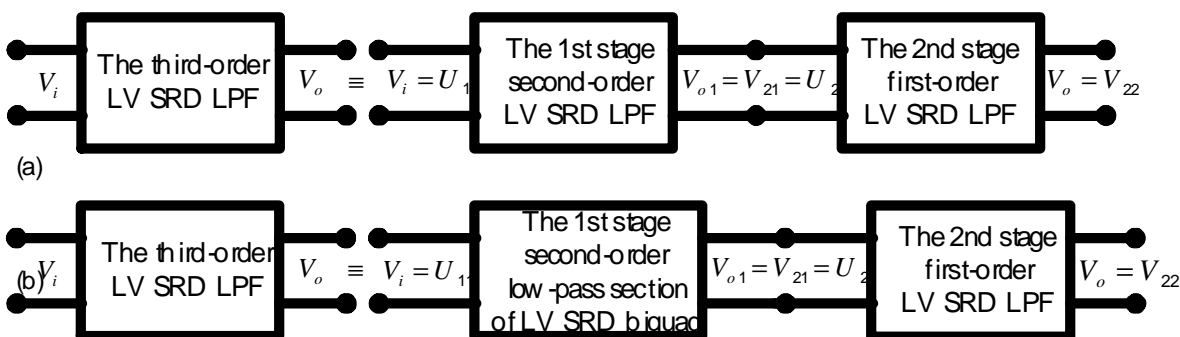 The third-order
LV SRD LPF
V_i
V_o ≡ V_i = U_1
The 1st stage
second-order
LV SRD LPF
V_o1 = V_21 = U_2
The 2nd stage
first-order
LV SRD LPF
V_o = V_22
(a)
The third-order
LV SRD LPF
V_i
V_o ≡ V_i = U_11
The 1st stage
second-order
low-pass section
of LV SRD biquad
V_o1 = V_21 = U_2
The 2nd stage
first-order
LV SRD LPF
V_o = V_22
(b)